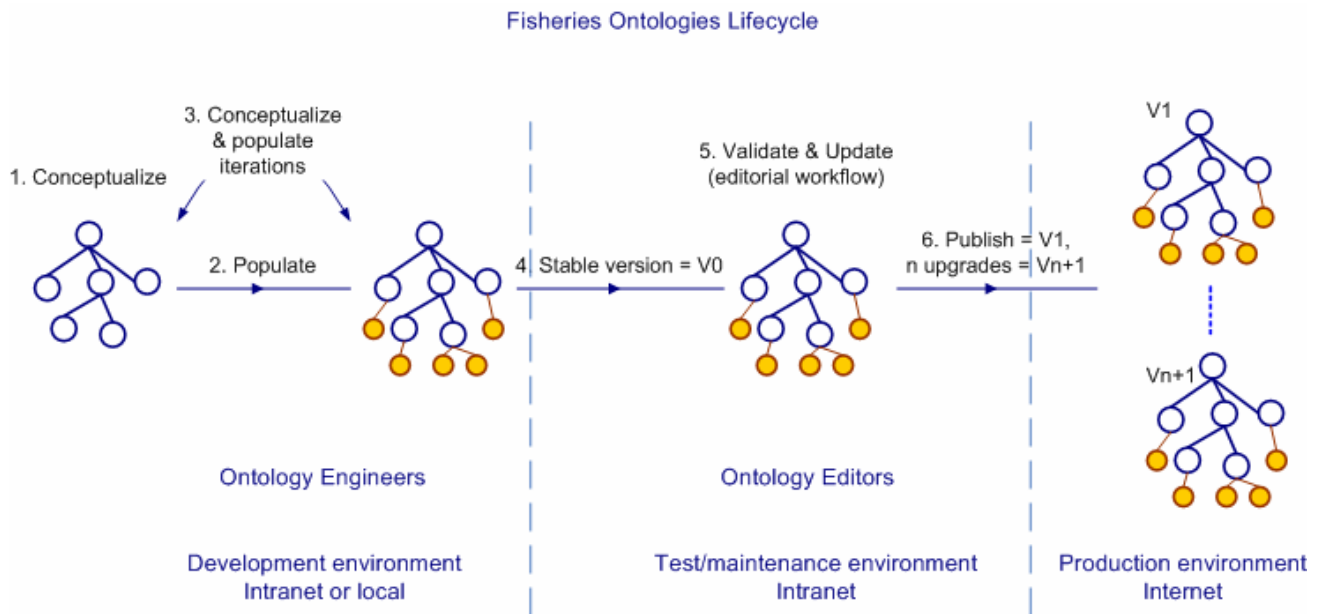 Fisheries Ontologies Lifecycle
1. Conceptualize
3. Conceptualize
& populate
iterations
2. Populate
4. Stable version = V0
5. Validate & Update
(editorial workflow)
6. Publish = V1,
n upgrades = Vn+1
V1
Vn+1
Ontology Engineers
Ontology Editors
Development environment
Intranet or local
Test/maintenance environment
Intranet
Production environment
Internet